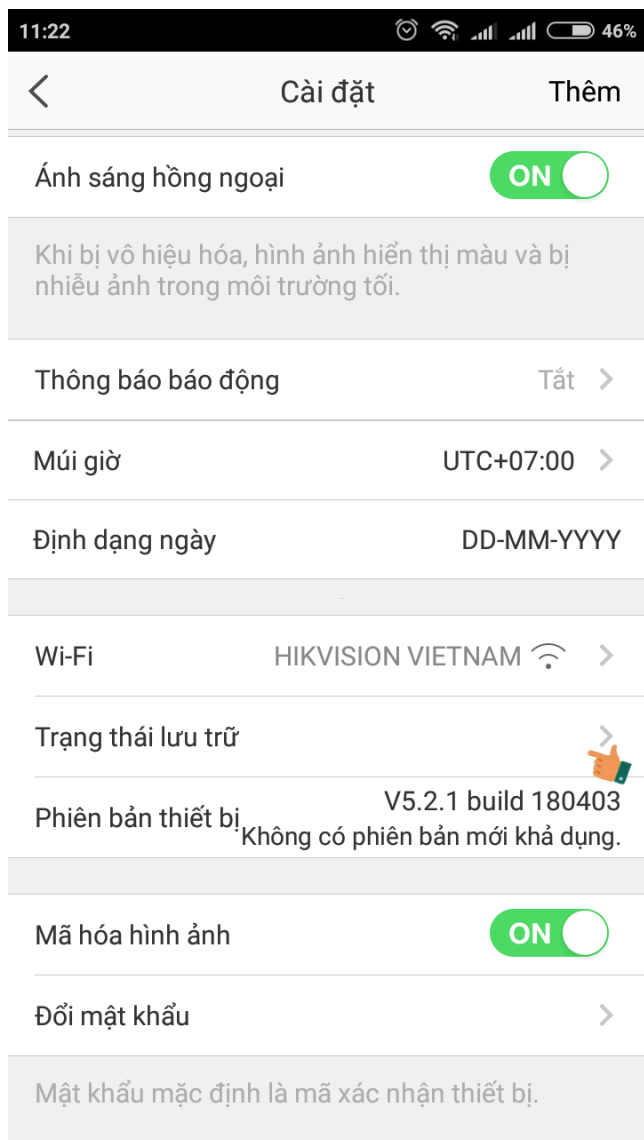 11:22 46%
Cài đặt Thêm
Ánh sáng hồng ngoại ON
Khi bị vô hiệu hóa, hình ảnh hiển thị màu và bị
nhiễu ảnh trong môi trường tối.
Thông báo báo động Tắt
Múi giờ UTC+07:00
Định dạng ngày DD-MM-YYYY
Wi-Fi HIKVISION VIETNAM
Trạng thái lưu trữ
Phiên bản thiết bị V5.2.1 build 180403
Không có phiên bản mới khả dụng.
Mã hóa hình ảnh ON
Đổi mật khẩu
Mật khẩu mặc định là mã xác nhận thiết bị.